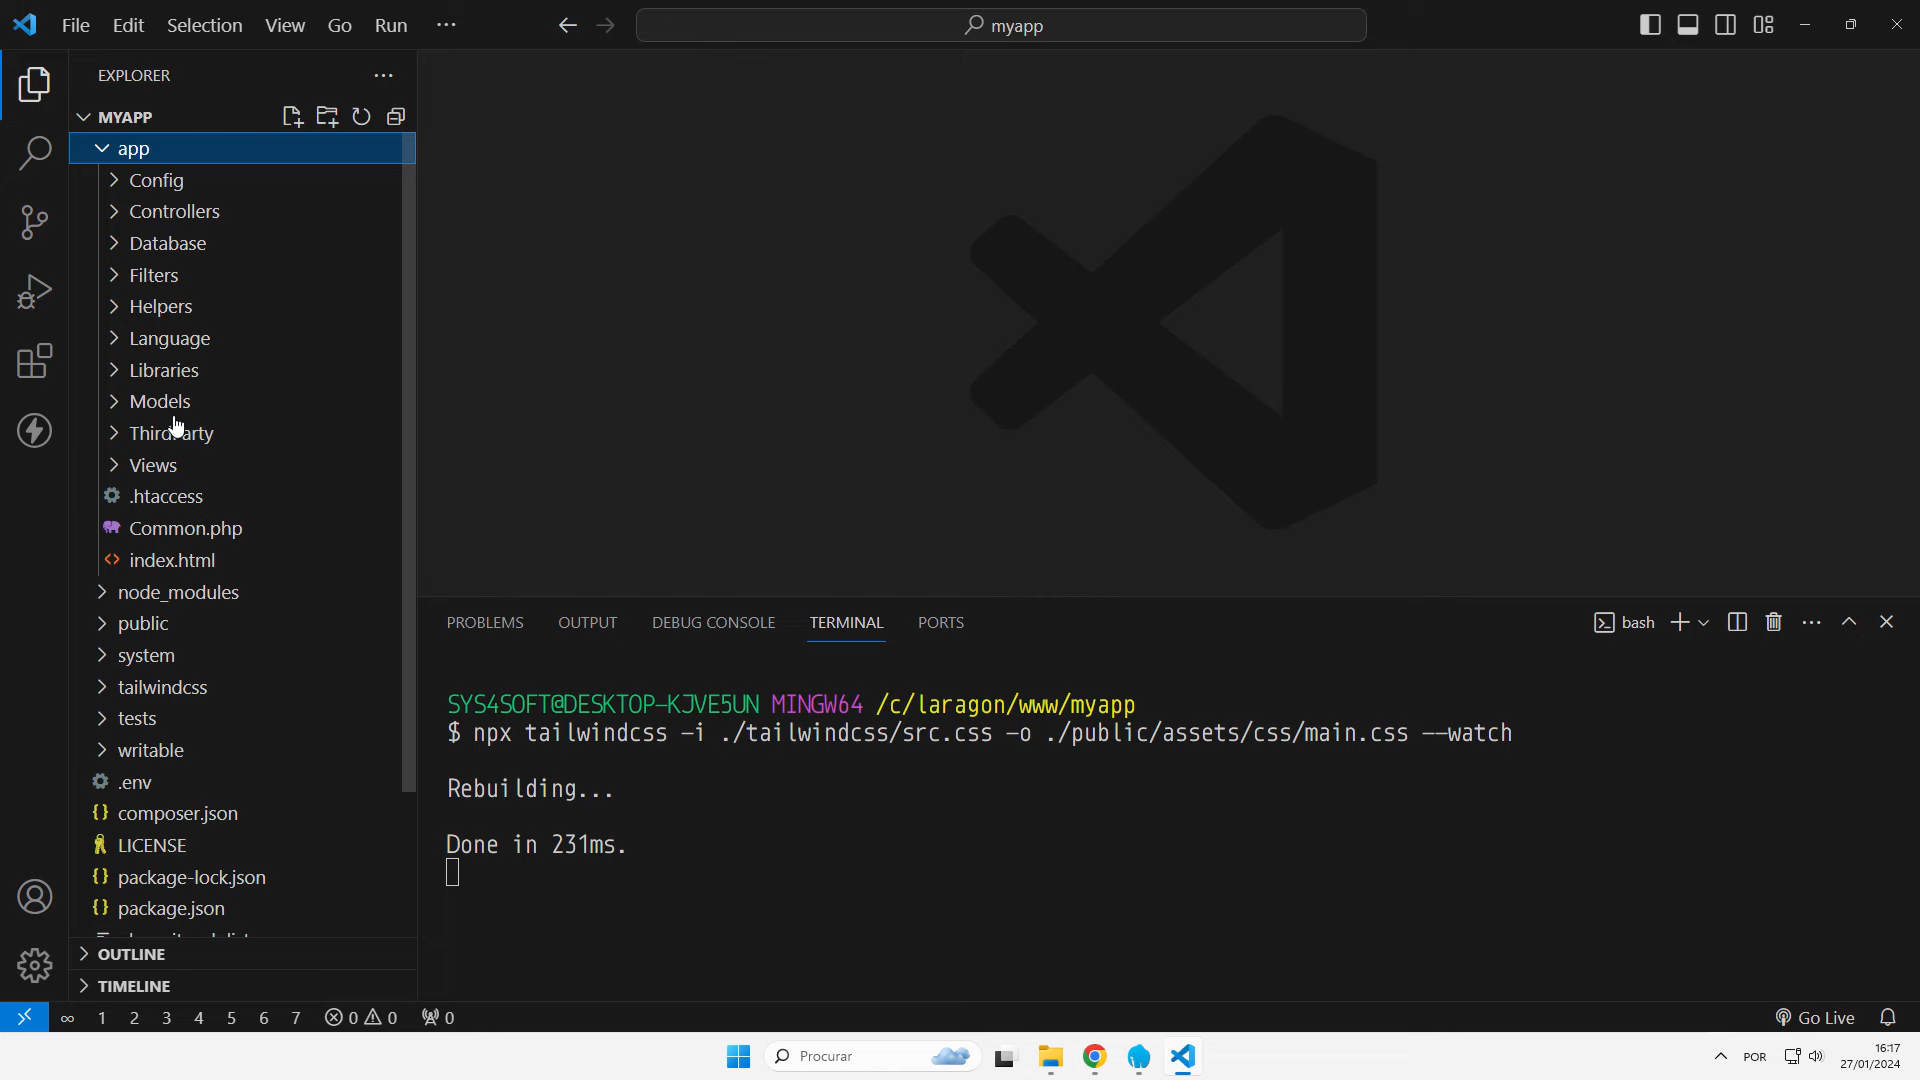 File Edit Selection View Go Run ··· myapp
EXPLORER
MYAPP
app
Config
Controllers
Database
Filters
Helpers
Language
Libraries
Models
Views
.htaccess
Common.php
index.html
node_modules
public
system
tailwindcss
tests
writable
.env
composer.json
LICENSE
package-lock.json
package.json
OUTLINE
TIMELINE
PROBLEMS OUTPUT DEBUG CONSOLE TERMINAL PORTS bash
SYS4SOFT@DESKTOP-KJVE5UN MINGW64 /c/laragon/www/myapp
$ npx tailwindcss -i ./tailwindcss/src.css -o ./public/assets/css/main.css --watch
Rebuilding...
Done in 231ms.
∞ 1 2 3 4 5 6 7 0 0 0 Go Live
Procurar POR 16:17
27/01/2024